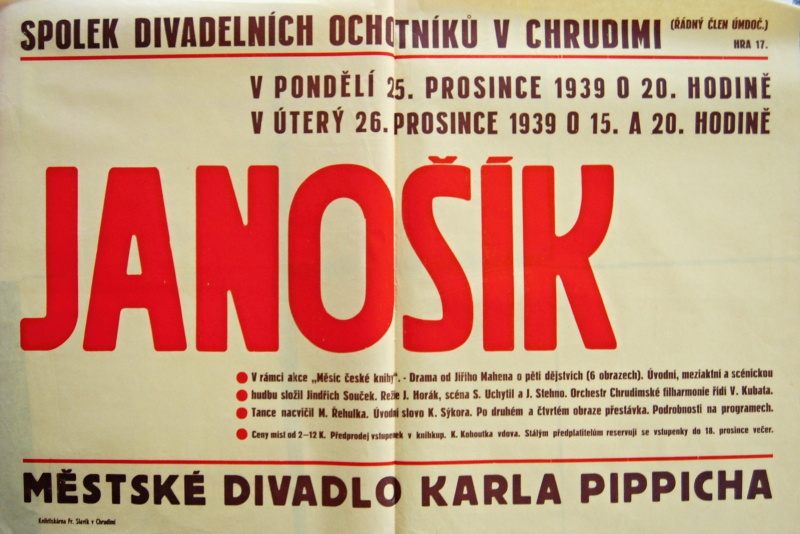 SPOLEK DIVADELNÍCH OCHOTNÍKŮ V CHRUDIMI (ŘÁDNÝ ČLEN ÚMDOČ.)
HRA 17.
V PONDĚLÍ 25. PROSINCE 1939 O 20. HODINĚ
V ÚTERÝ 26. PROSINCE 1939 O 15. A 20. HODINĚ
JANOŠÍK
V rámci akce „Měsíc české knihy“. - Drama od Jiřího Mahena o pěti dějstvích (6 obrazech). Úvodní, meziaktní a scénickou
hudbu složil Jindřich Souček. Režie J. Horák, scéna S. Uchytil a J. Stehno. Orchestr Chrudimské filharmonie řídí V. Kubata.
Tance nacvičil M. Řehulka. Úvodní slovo K. Sýkora. Po druhém a čtvrtém obraze přestávka. Podrobnosti na programech.
Ceny míst od 2—12 K. Předprodej vstupenek v knihkup. K. Kohoutka vdova. Stálým předplatitelům reservují se vstupenky do 18. prosince večer.
MĚSTSKÉ DIVADLO KARLA PIPPICHA
Knihtiskárna Fr. Slavík v Chrudimi